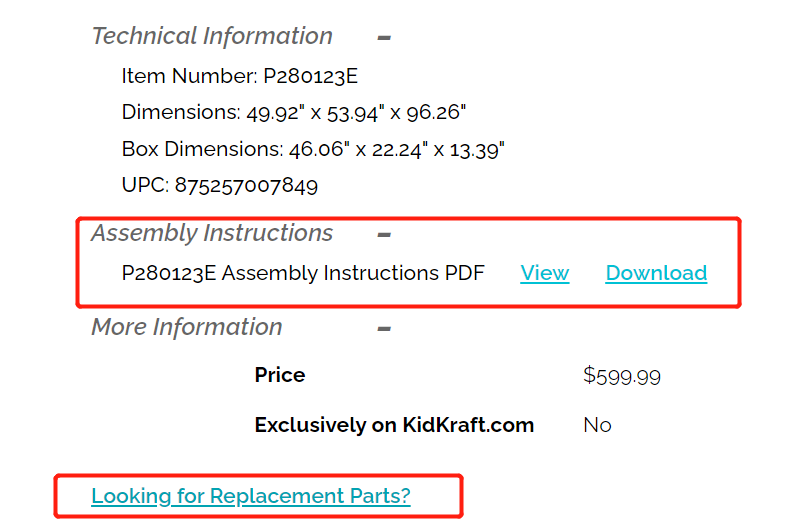 Technical Information –
Item Number: P280123E
Dimensions: 49.92" x 53.94" x 96.26"
Box Dimensions: 46.06" x 22.24" x 13.39"
UPC: 875257007849
Assembly Instructions –
P280123E Assembly Instructions PDF View Download
More Information –
Price $599.99
Exclusively on KidKraft.com No
Looking for Replacement Parts?